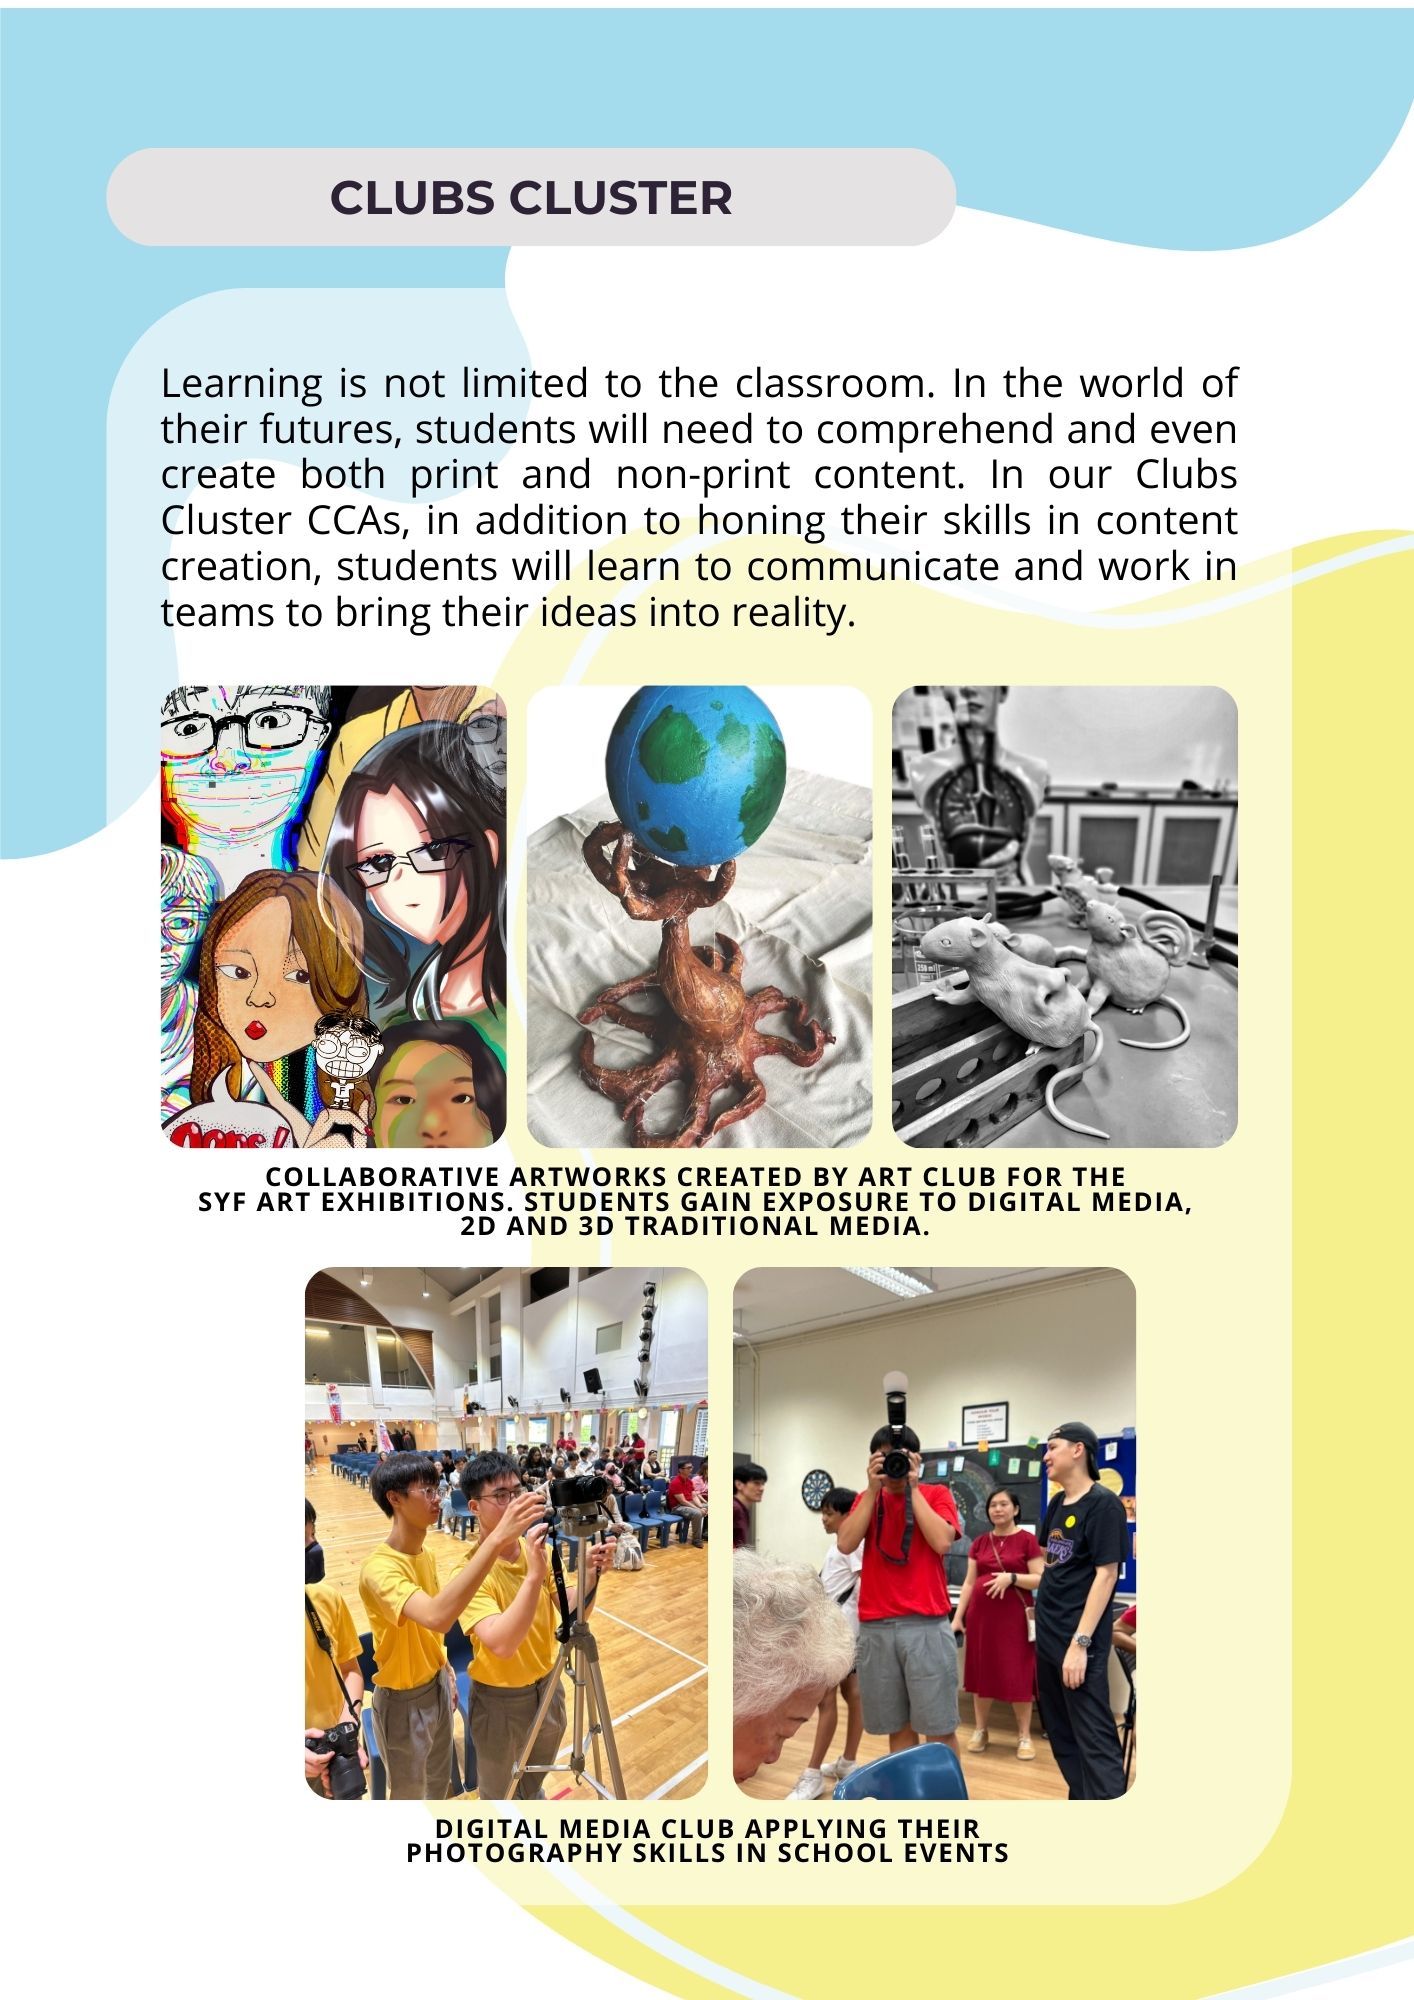 CLUBS CLUSTER
Learning is not limited to the classroom. In the world of
their futures, students will need to comprehend and even
create both print and non-print content. In our Clubs
Cluster CCAs, in addition to honing their skills in content
creation, students will learn to communicate and work in
teams to bring their ideas into reality.
OOPS!
250 ml
COLLABORATIVE ARTWORKS CREATED BY ART CLUB FOR THE
SYF ART EXHIBITIONS. STUDENTS GAIN EXPOSURE TO DIGITAL MEDIA,
2D AND 3D TRADITIONAL MEDIA.
Nikon
DIGITAL MEDIA CLUB APPLYING THEIR
PHOTOGRAPHY SKILLS IN SCHOOL EVENTS